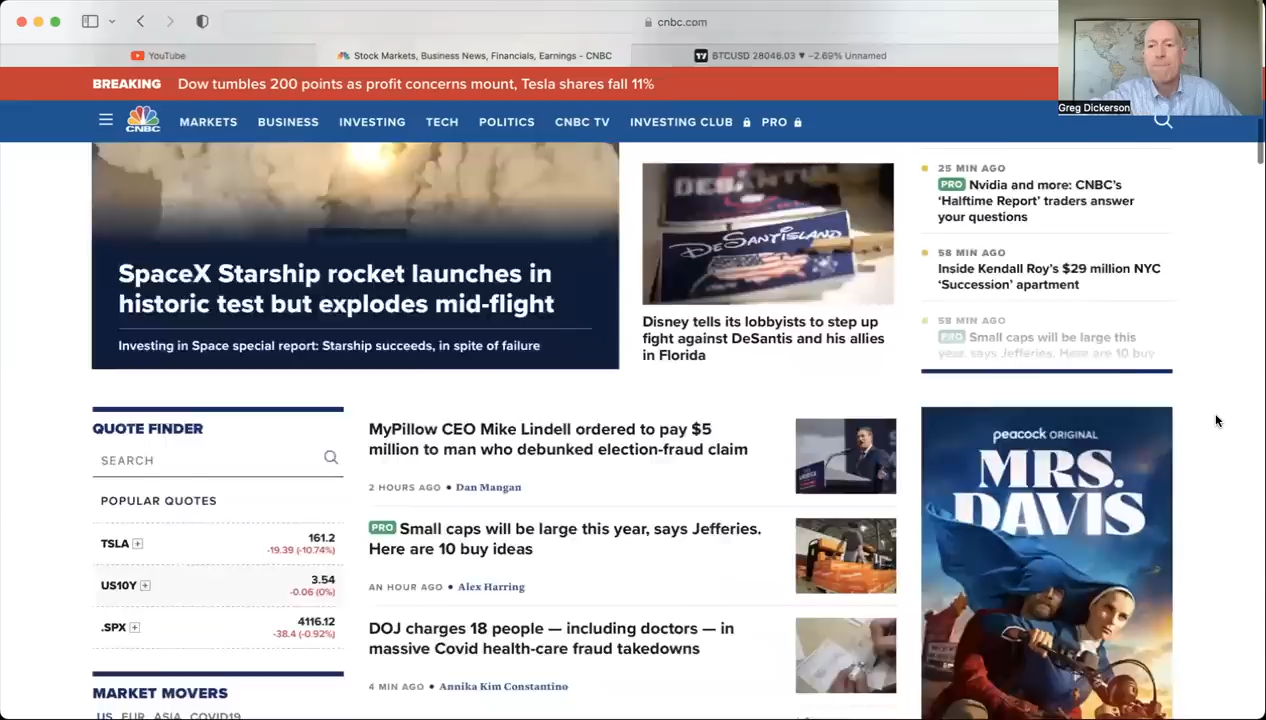 cnbc.com
YouTube
Stock Markets, Business News, Financials, Earnings - CNBC
BTCUSD 28046.03 ▼ −2.69% Unnamed
BREAKING Dow tumbles 200 points as profit concerns mount, Tesla shares fall 11%
Greg Dickerson
CNBC
MARKETS BUSINESS INVESTING TECH POLITICS CNBC TV INVESTING CLUB PRO
SpaceX Starship rocket launches in
historic test but explodes mid-flight
Investing in Space special report: Starship succeeds, in spite of failure
DESANTIS
DeSANTISLAND
Disney tells its lobbyists to step up
fight against DeSantis and his allies
in Florida
25 MIN AGO
PRO Nvidia and more: CNBC's
'Halftime Report' traders answer
your questions
58 MIN AGO
Inside Kendall Roy's $29 million NYC
'Succession' apartment
58 MIN AGO
PRO Small caps will be large this
year, says Jefferies. Here are 10 buy
QUOTE FINDER
SEARCH
POPULAR QUOTES
TSLA 161.2
-19.39 (-10.74%)
US10Y 3.54
-0.06 (0%)
.SPX 4116.12
-38.4 (-0.92%)
MARKET MOVERS
US EUR ASIA COVID19
MyPillow CEO Mike Lindell ordered to pay $5
million to man who debunked election-fraud claim
2 HOURS AGO • Dan Mangan
PRO Small caps will be large this year, says Jefferies.
Here are 10 buy ideas
AN HOUR AGO • Alex Harring
DOJ charges 18 people — including doctors — in
massive Covid health-care fraud takedowns
4 MIN AGO • Annika Kim Constantino
peacock ORIGINAL
MRS.
DAVIS